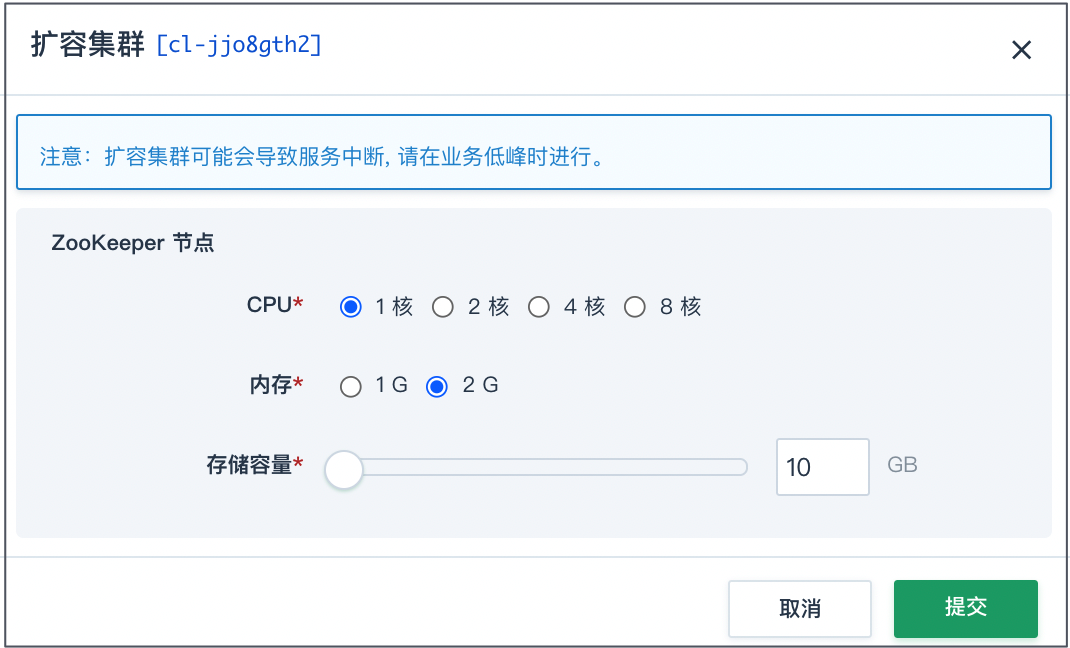 扩容集群 [cl-jjo8gth2]
注意：扩容集群可能会导致服务中断, 请在业务低峰时进行。
ZooKeeper 节点
CPU* 1 核 2 核 4 核 8 核
内存* 1 G 2 G
存储容量* 10 GB
取消 提交